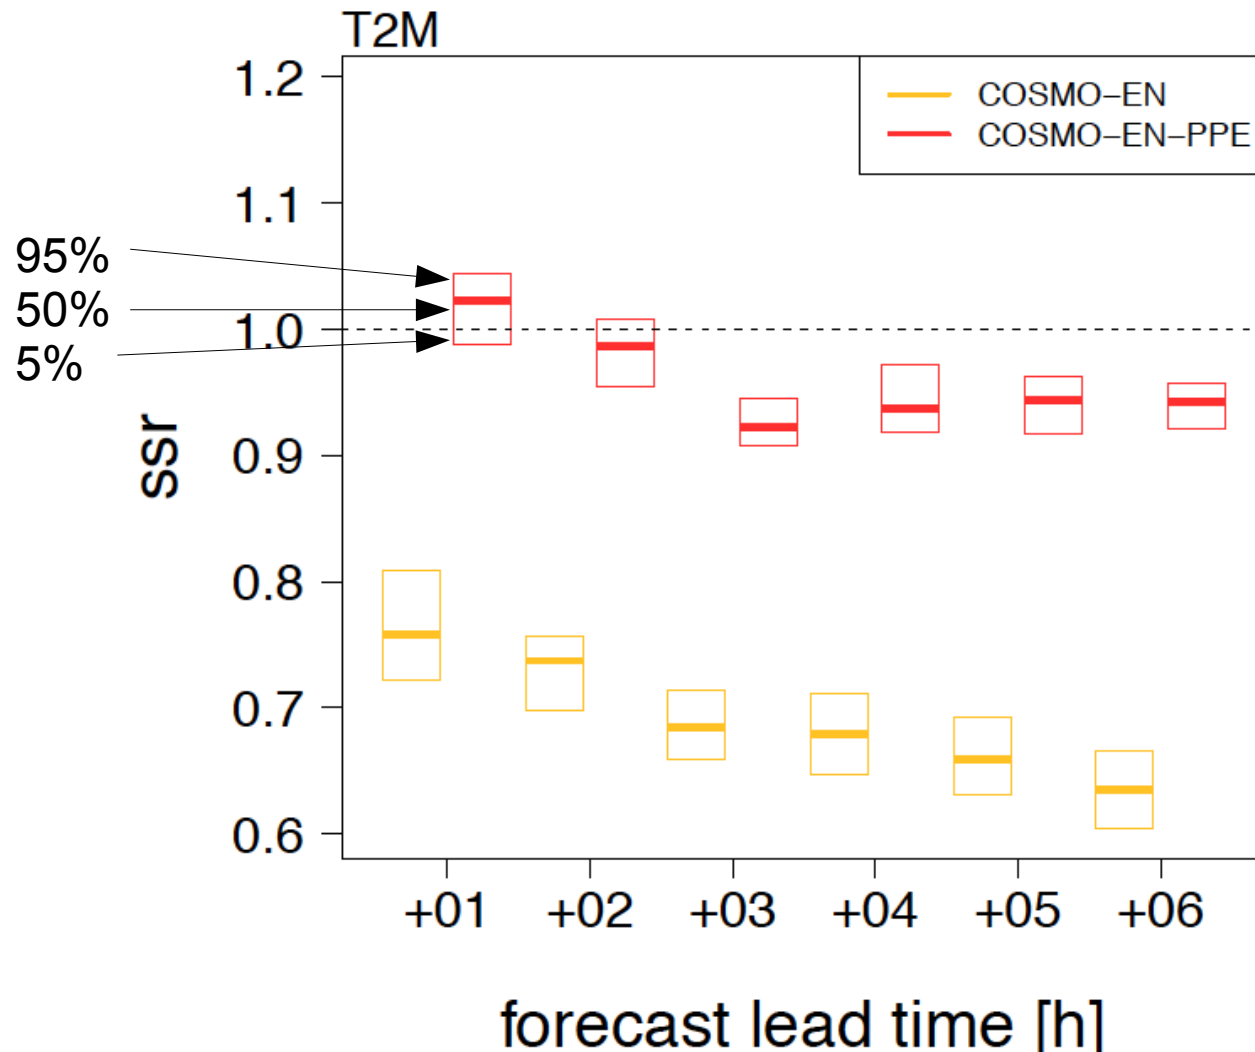 T2M
COSMO−EN
COSMO−EN−PPE
1.2
1.1
1.0
0.9
0.8
0.7
0.6
95%
50%
5%
ssr
+01 +02 +03 +04 +05 +06
forecast lead time [h]